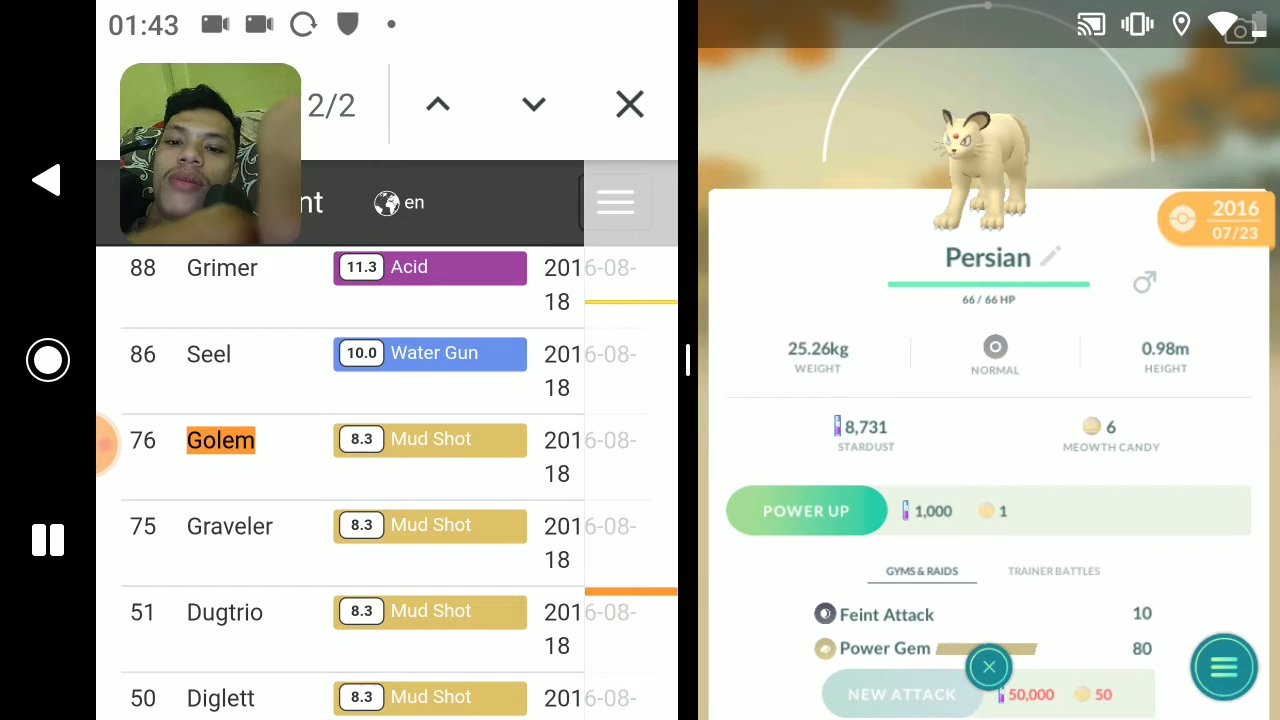 01:43
2/2
nt
en
88 Grimer 11.3 Acid 2016-08-
18
86 Seel 10.0 Water Gun 2016-08-
18
76 Golem 8.3 Mud Shot 2016-08-
18
75 Graveler 8.3 Mud Shot 2016-08-
18
51 Dugtrio 8.3 Mud Shot 2016-08-
18
50 Diglett 8.3 Mud Shot 2016-08-
2016
07/23
Persian
66 / 66 HP
25.26kg
WEIGHT
NORMAL
0.98m
HEIGHT
8,731
STARDUST
6
MEOWTH CANDY
POWER UP 1,000 1
GYMS & RAIDS TRAINER BATTLES
Feint Attack 10
Power Gem 80
NEW ATTACK 50,000 50